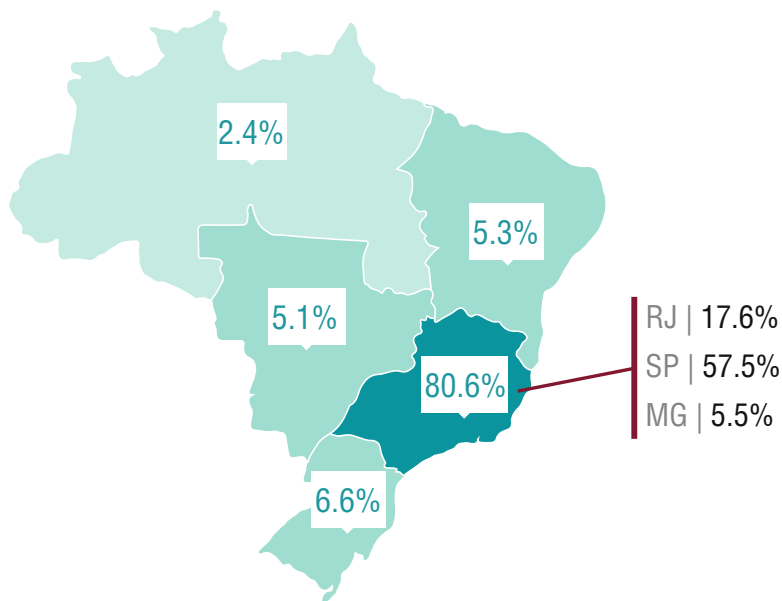 2.4%
5.3%
5.1%
80.6%
RJ | 17.6%
SP | 57.5%
MG | 5.5%
6.6%